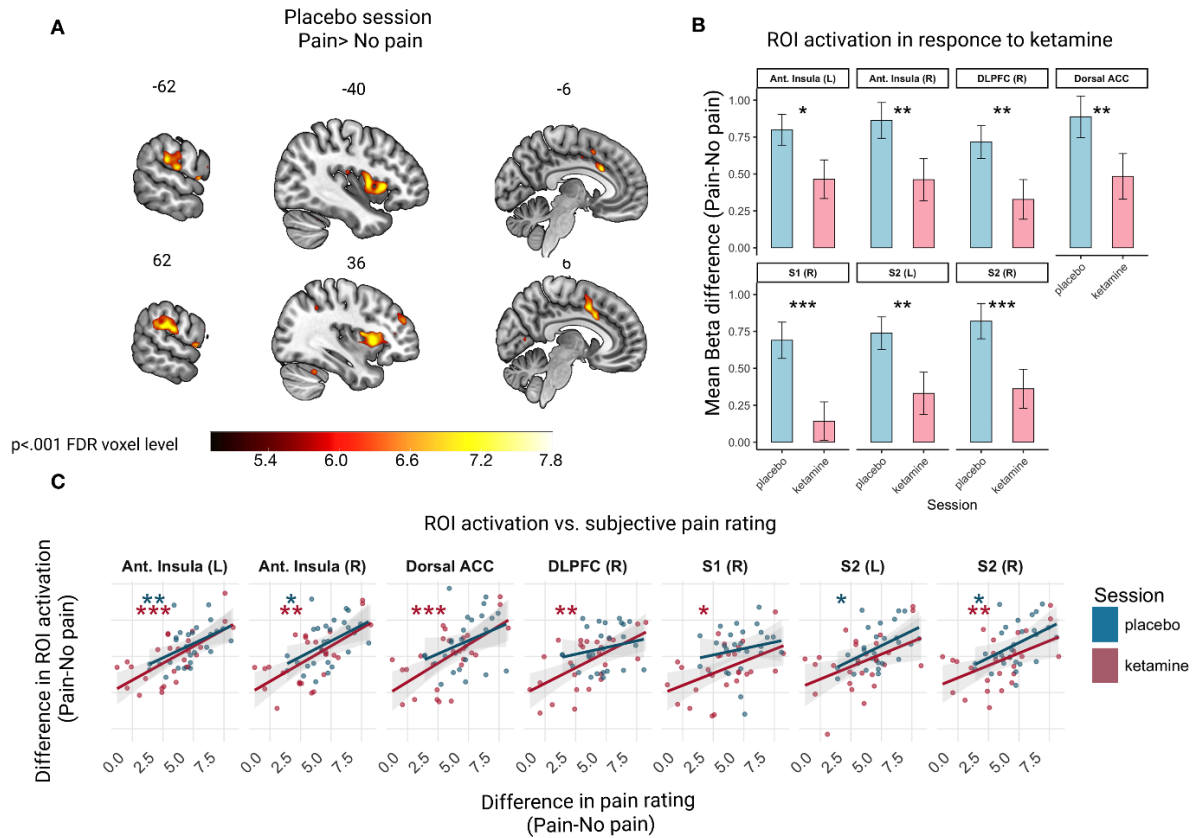 A
Placebo session
Pain> No pain
-62
-40
-6
62
36
6
p<.001 FDR voxel level
5.4
6.0
6.6
7.2
7.8
B
ROI activation in responce to ketamine
Mean Beta difference (Pain-No pain)
Ant. Insula (L)
Ant. Insula (R)
DLPFC (R)
Dorsal ACC
1.00
0.75
0.50
0.25
0.00
*
**
**
**
placebo
ketamine
S1 (R)
S2 (L)
S2 (R)
1.00
0.75
0.50
0.25
0.00
***
**
***
placebo
ketamine
placebo
ketamine
placebo
ketamine
Session
C
ROI activation vs. subjective pain rating
Difference in ROI activation
(Pain-No pain)
Ant. Insula (L)
Ant. Insula (R)
Dorsal ACC
DLPFC (R)
S1 (R)
S2 (L)
S2 (R)
**
***
*
**
***
**
*
*
*
**
0.0
2.5
5.0
7.5
0.0
2.5
5.0
7.5
0.0
2.5
5.0
7.5
0.0
2.5
5.0
7.5
0.0
2.5
5.0
7.5
0.0
2.5
5.0
7.5
0.0
2.5
5.0
7.5
Difference in pain rating
(Pain-No pain)
Session
placebo
ketamine